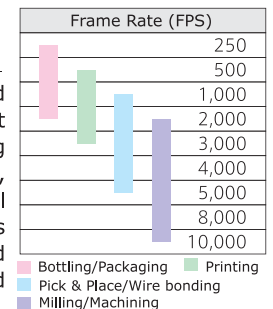 Frame Rate (FPS)
250
500
1,000
2,000
3,000
4,000
5,000
8,000
10,000
Bottling/Packaging Printing
Pick & Place/Wire bonding
Milling/Machining